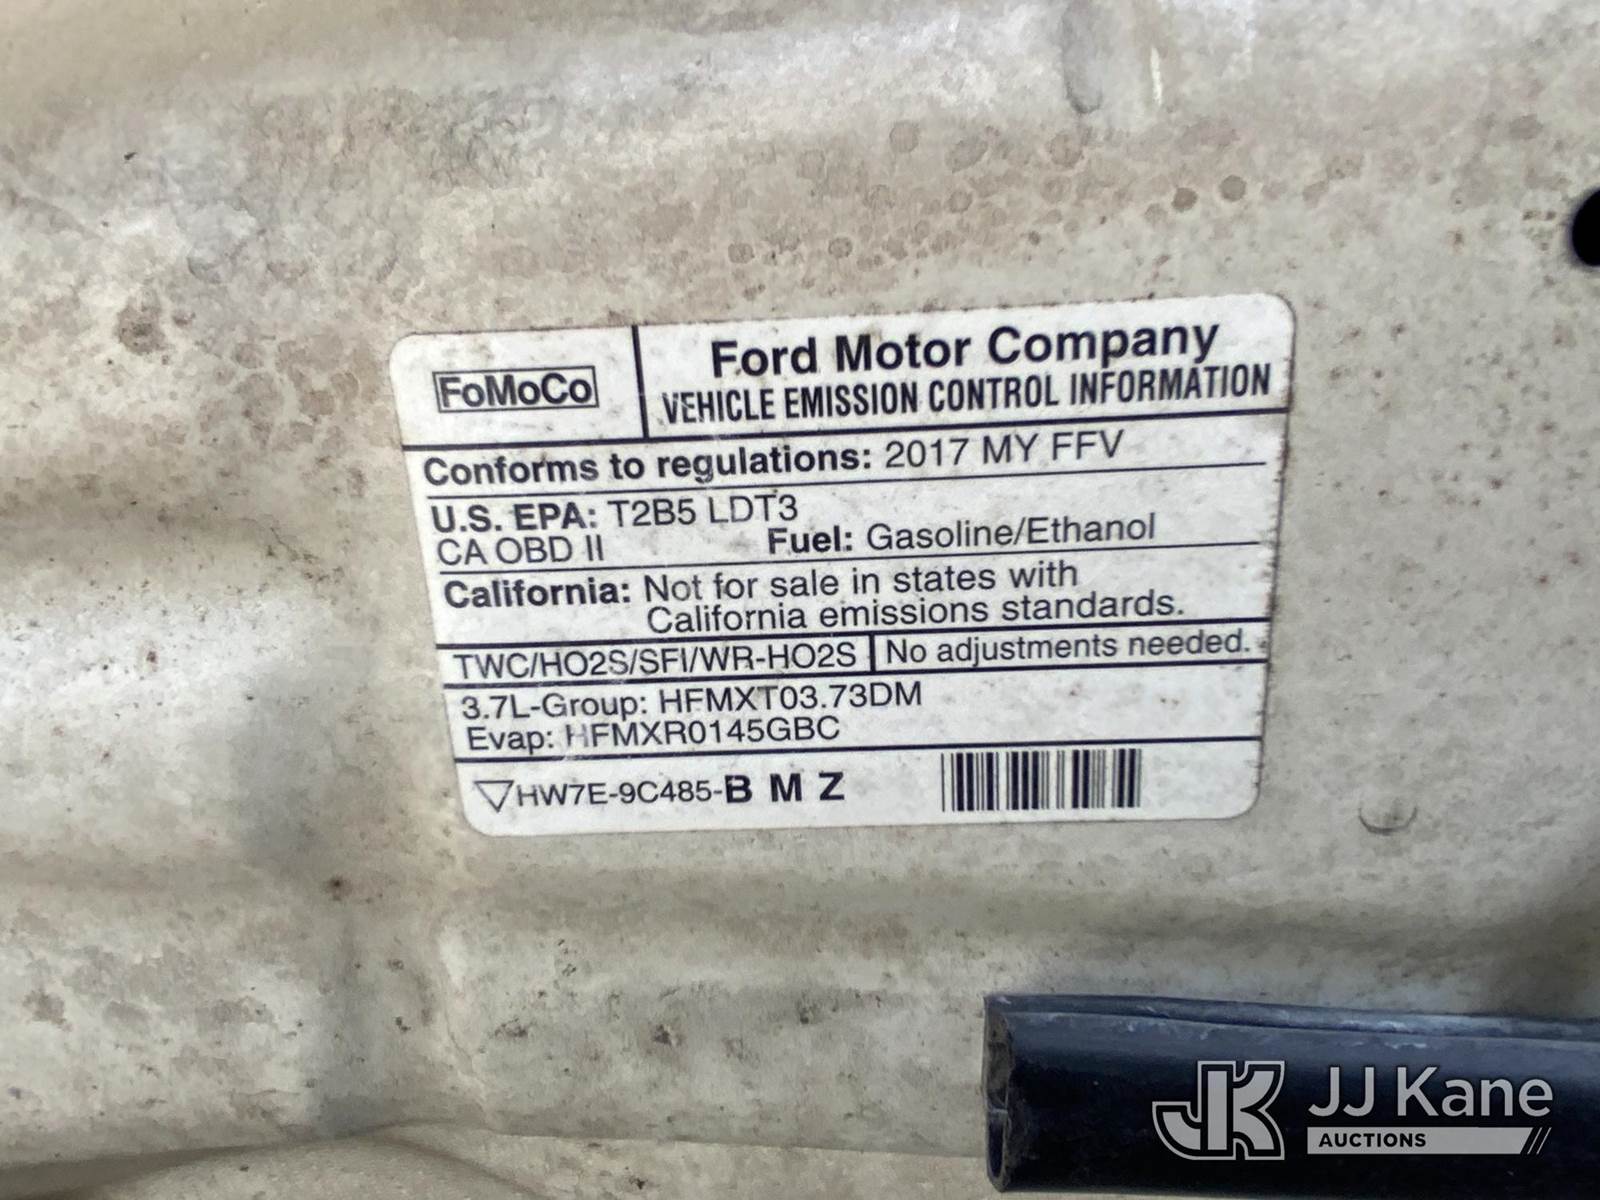 FoMoCo
Ford Motor Company
VEHICLE EMISSION CONTROL INFORMATION
Conforms to regulations: 2017 MY FFV
U.S. EPA: T2B5 LDT3
CA OBD II Fuel: Gasoline/Ethanol
California: Not for sale in states with
California emissions standards.
TWC/HO2S/SFI/WR-HO2S No adjustments needed.
3.7L-Group: HFMXT03.73DM
Evap: HFMXR0145GBC
HW7E-9C485-B M Z
JK JJ Kane
AUCTIONS